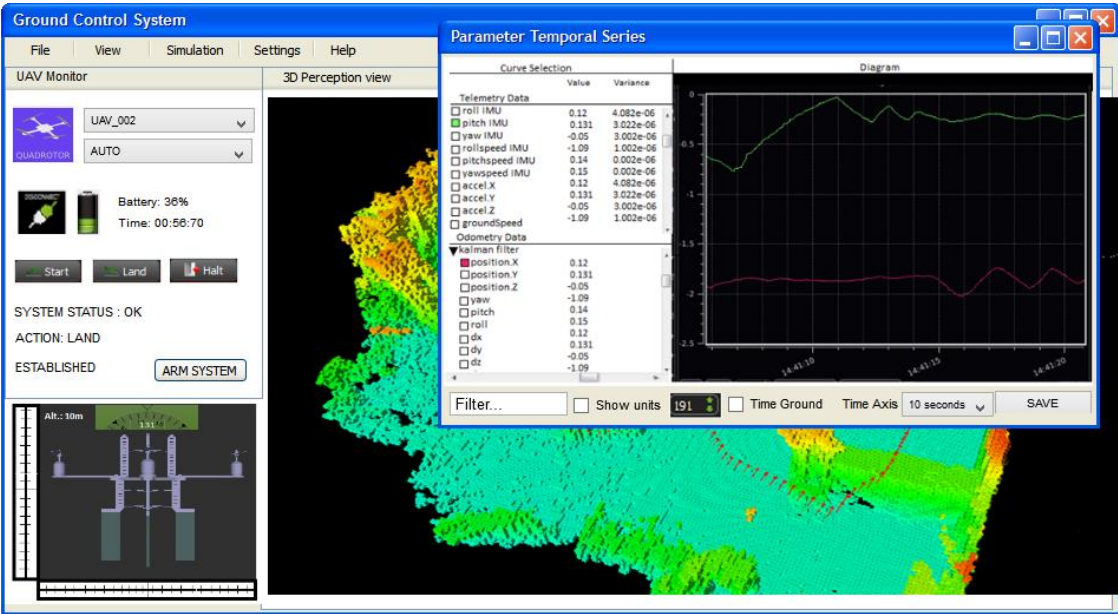 Ground Control System
File View Simulation Settings Help
UAV Monitor
3D Perception view
UAV_002
AUTO
QUADROTOR
DISCONNECT
Battery: 36%
Time: 00:56:70
Start Land Halt
SYSTEM STATUS : OK
ACTION: LAND
ESTABLISHED
ARM SYSTEM
Alt.: 10m
131
Parameter Temporal Series
Curve Selection
Value Variance
Telemetry Data
roll IMU 0.12 4.082e-06
pitch IMU 0.131 3.022e-06
yaw IMU -0.05 3.002e-06
rollspeed IMU -1.09 1.002e-06
pitchspeed IMU 0.14 0.002e-06
yawspeed IMU 0.15 0.002e-06
accel.X 0.12 4.082e-06
accel.Y 0.131 3.022e-06
accel.Z -0.05 3.002e-06
groundSpeed -1.09 1.002e-06
Odometry Data
kalman filter
position.X 0.12
position.Y 0.131
position.Z -0.05
yaw -1.09
pitch 0.14
roll 0.15
dx 0.12
dy 0.131
dz -0.05
-1.09
Diagram
0
-0.5
-1
-1.5
-2
-2.5
14:41:10 14:41:15 14:41:20
Filter... Show units 191 Time Ground Time Axis 10 seconds SAVE